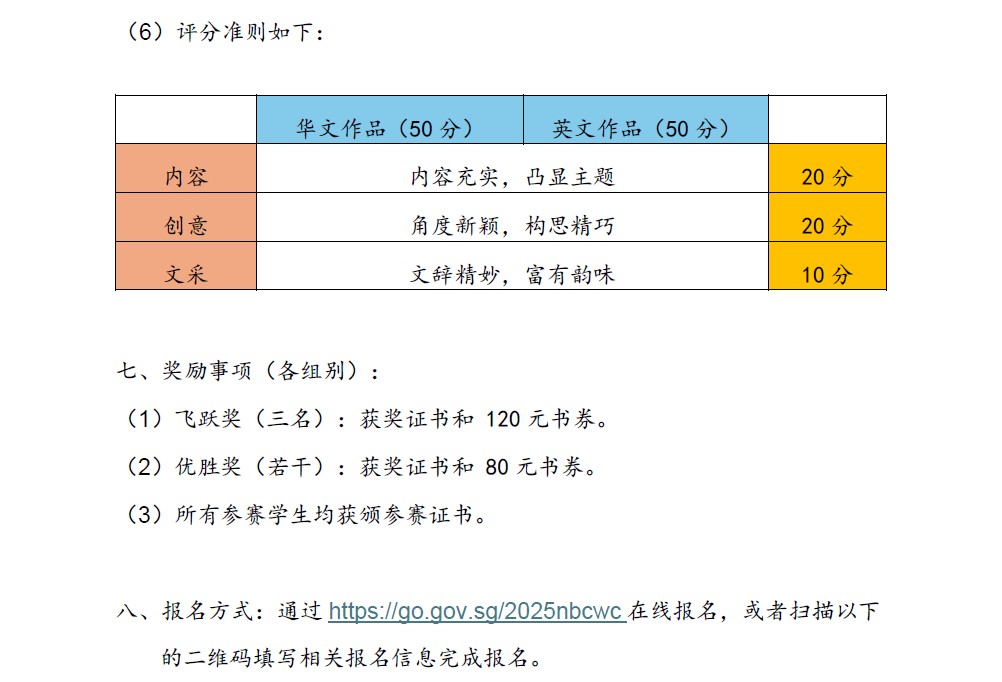 （6）评分准则如下：
华文作品（50 分） 英文作品（50 分）
内容 内容充实，凸显主题 20 分
创意 角度新颖，构思精巧 20 分
文采 文辞精妙，富有韵味 10 分
七、奖励事项（各组别）：
（1）飞跃奖（三名）：获奖证书和 120 元书券。
（2）优胜奖（若干）：获奖证书和 80 元书券。
（3）所有参赛学生均获颁参赛证书。
八、报名方式：通过 https://go.gov.sg/2025nbcwc 在线报名，或者扫描以下
的二维码填写相关报名信息完成报名。